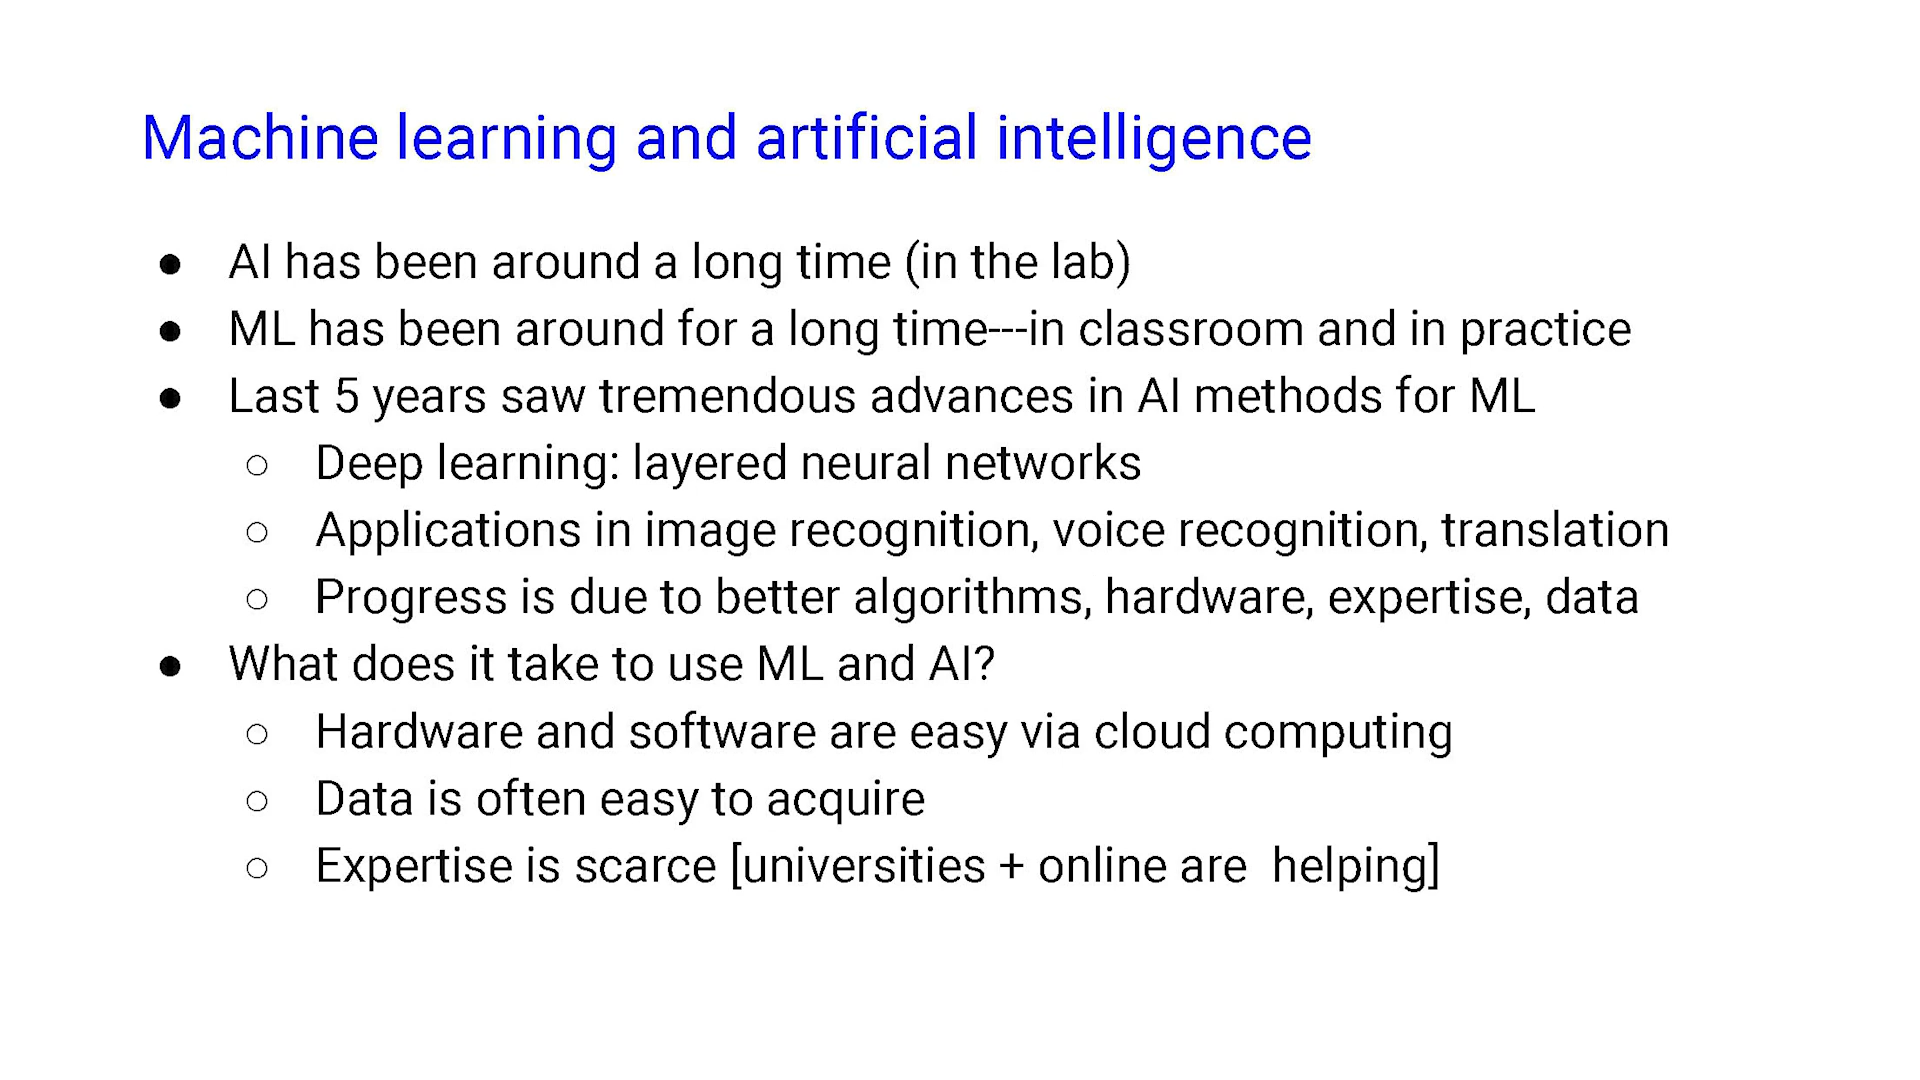 Machine learning and artificial intelligence
● AI has been around a long time (in the lab)
● ML has been around for a long time---in classroom and in practice
● Last 5 years saw tremendous advances in AI methods for ML
○ Deep learning: layered neural networks
○ Applications in image recognition, voice recognition, translation
○ Progress is due to better algorithms, hardware, expertise, data
● What does it take to use ML and AI?
○ Hardware and software are easy via cloud computing
○ Data is often easy to acquire
○ Expertise is scarce [universities + online are  helping]